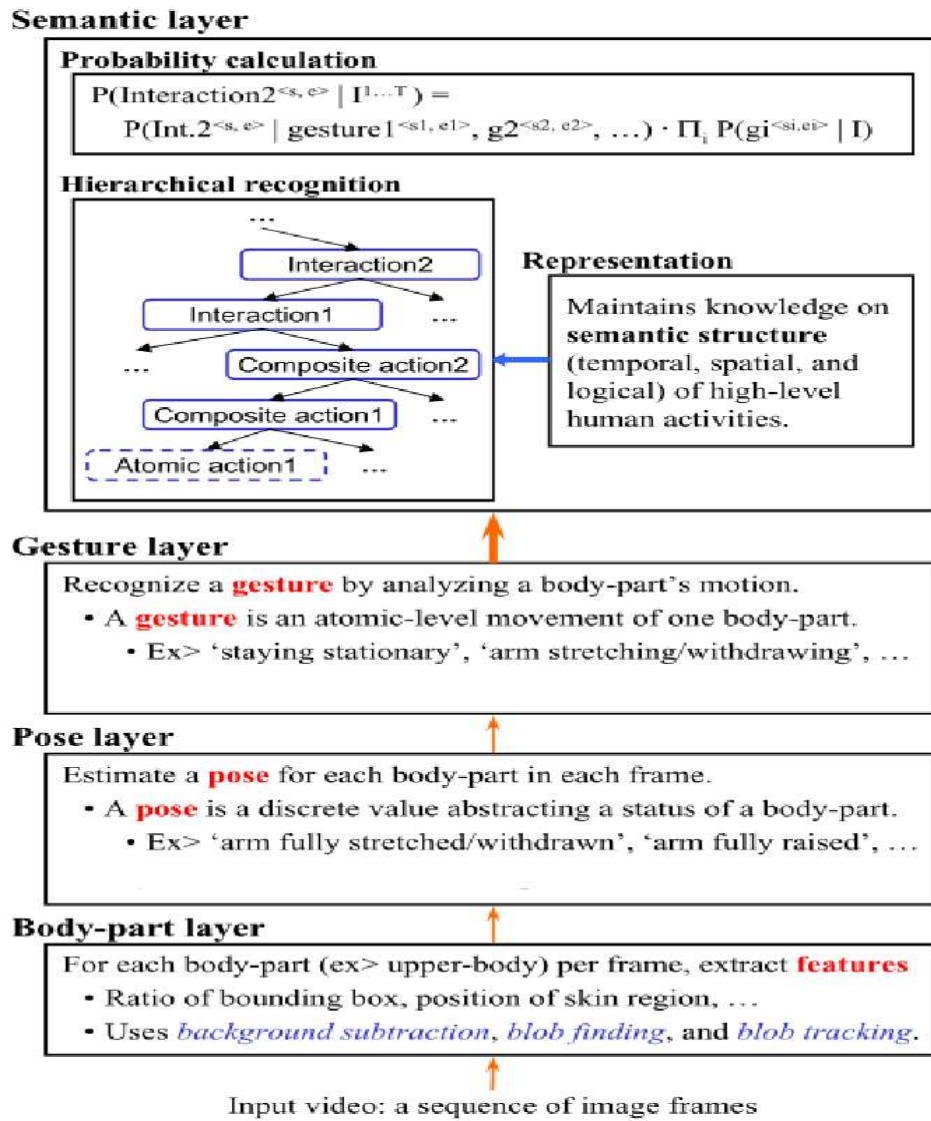 Semantic layer
Probability calculation
P(Interaction2<s, e> | I1…T) =
P(Int.2<s, e> | gesture1<s1, e1>, g2<s2, e2>, …) · Πi P(gi<si,ei> | I)
Hierarchical recognition
...
Interaction2
Interaction1
...
...
Composite action2
Composite action1
...
Atomic action1
...
Representation
Maintains knowledge on
semantic structure
(temporal, spatial, and
logical) of high-level
human activities.
Gesture layer
Recognize a gesture by analyzing a body-part's motion.
• A gesture is an atomic-level movement of one body-part.
• Ex> 'staying stationary', 'arm stretching/withdrawing', …
Pose layer
Estimate a pose for each body-part in each frame.
• A pose is a discrete value abstracting a status of a body-part.
• Ex> 'arm fully stretched/withdrawn', 'arm fully raised', …
Body-part layer
For each body-part (ex> upper-body) per frame, extract features
• Ratio of bounding box, position of skin region, …
• Uses background subtraction, blob finding, and blob tracking.
Input video: a sequence of image frames